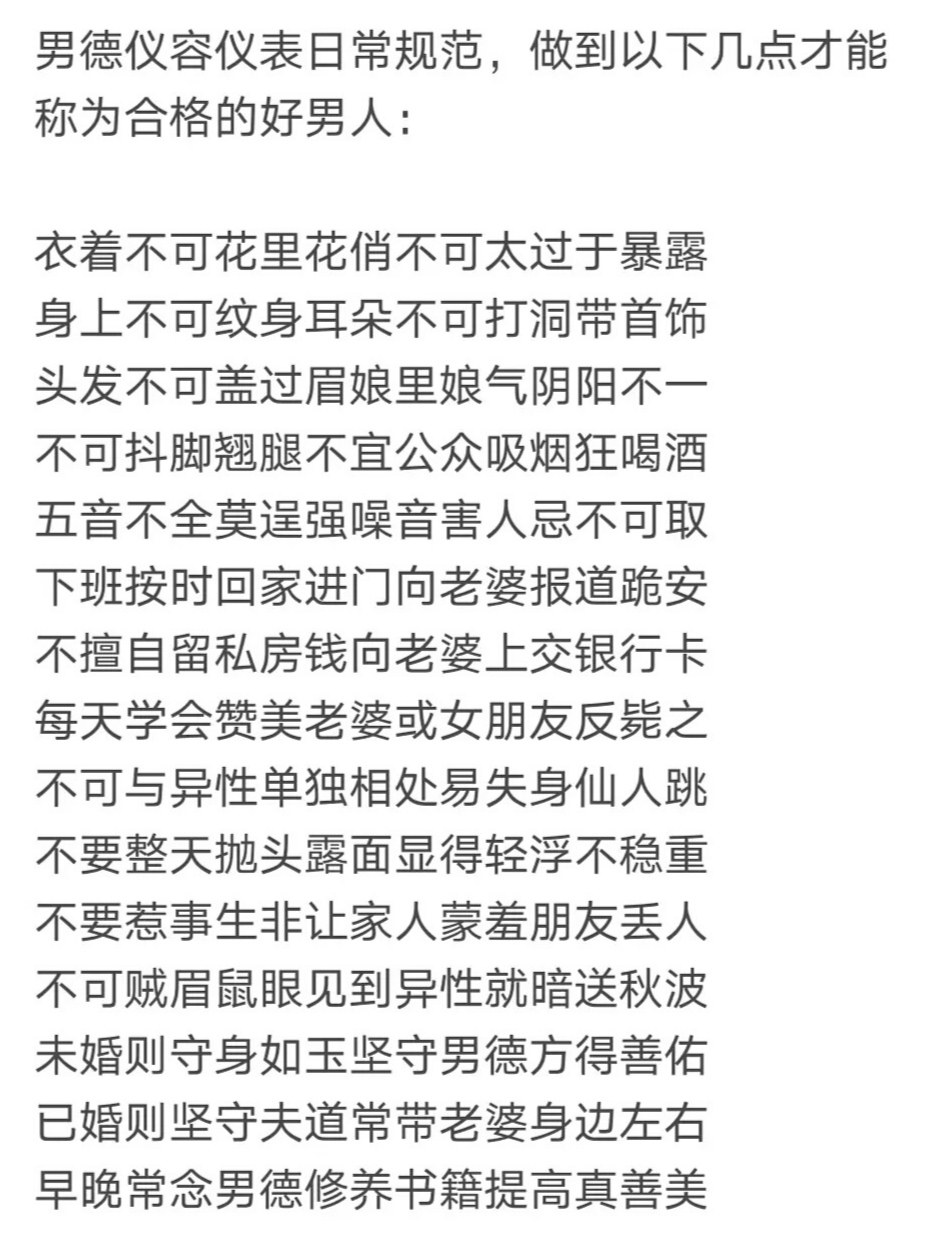 男德仪容仪表日常规范，做到以下几点才能
称为合格的好男人：
衣着不可花里花俏不可太过于暴露
身上不可纹身耳朵不可打洞带首饰
头发不可盖过眉娘里娘气阴阳不一
不可抖脚翘腿不宜公众吸烟狂喝酒
五音不全莫逞强噪音害人忌不可取
下班按时回家进门向老婆报道跪安
不擅自留私房钱向老婆上交银行卡
每天学会赞美老婆或女朋友反毙之
不可与异性单独相处易失身仙人跳
不要整天抛头露面显得轻浮不稳重
不要惹事生非让家人蒙羞朋友丢人
不可贼眉鼠眼见到异性就暗送秋波
未婚则守身如玉坚守男德方得善佑
已婚则坚守夫道常带老婆身边左右
早晚常念男德修养书籍提高真善美